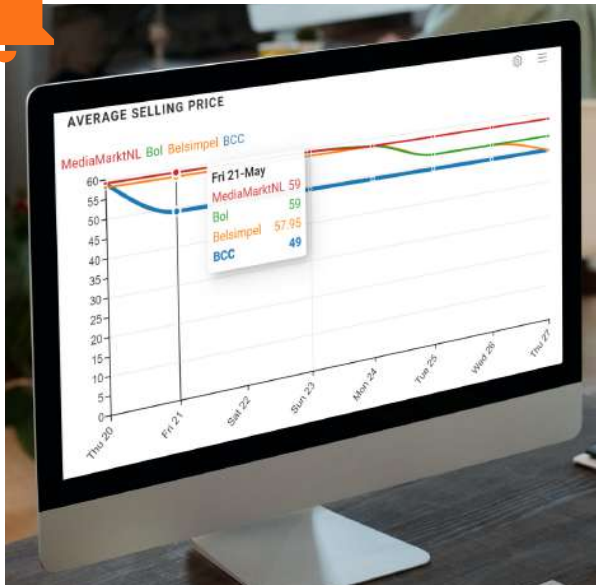 AVERAGE SELLING PRICE
MediaMarktNL Bol Belsimpel BCC
Fri 21-May
MediaMarktNL 59
Bol 59
Belsimpel 57.95
BCC 49
60
55
50
45
40
35
30
25
20
15
10
5
0
Thu 20
Fri 21
Sat 22
Sun 23
Mon 24
Tue 25
Wed 26
Thu 27